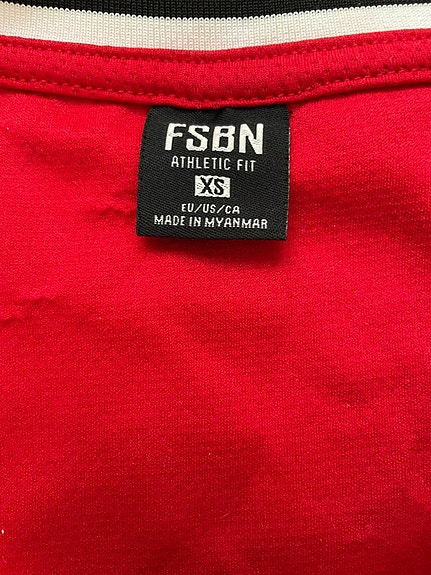 FSBN
ATHLETIC FIT
XS
EU/US/CA
MADE IN MYANMAR